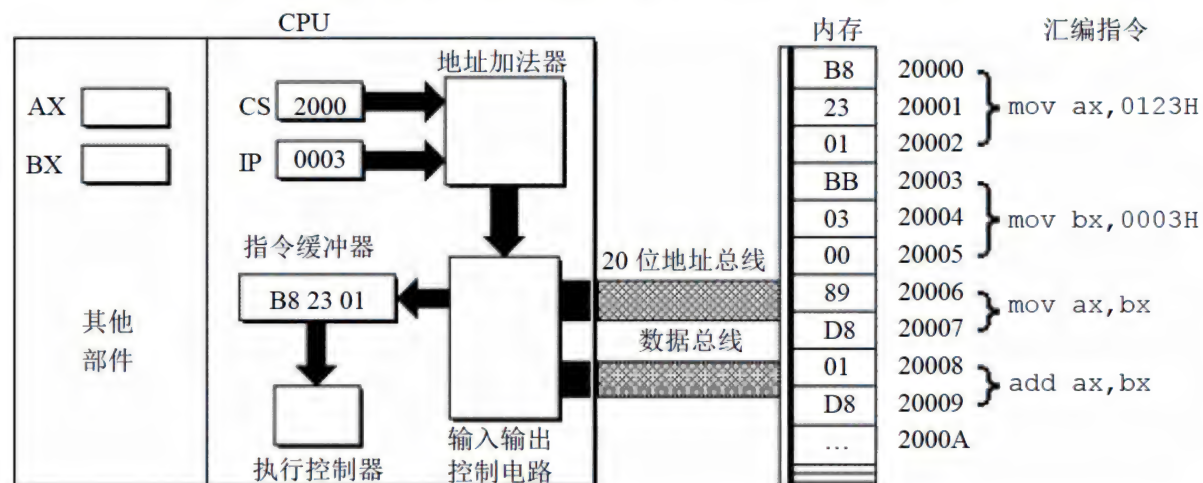 CPU
内存
汇编指令
AX
BX
其他
部件
CS
2000
IP
0003
地址加法器
指令缓冲器
B8 23 01
执行控制器
输入输出
控制电路
20 位地址总线
数据总线
B8
20000
23
20001
01
20002
mov ax,0123H
BB
20003
03
20004
00
20005
mov bx,0003H
89
20006
D8
20007
mov ax,bx
01
20008
D8
20009
add ax,bx
…
2000A